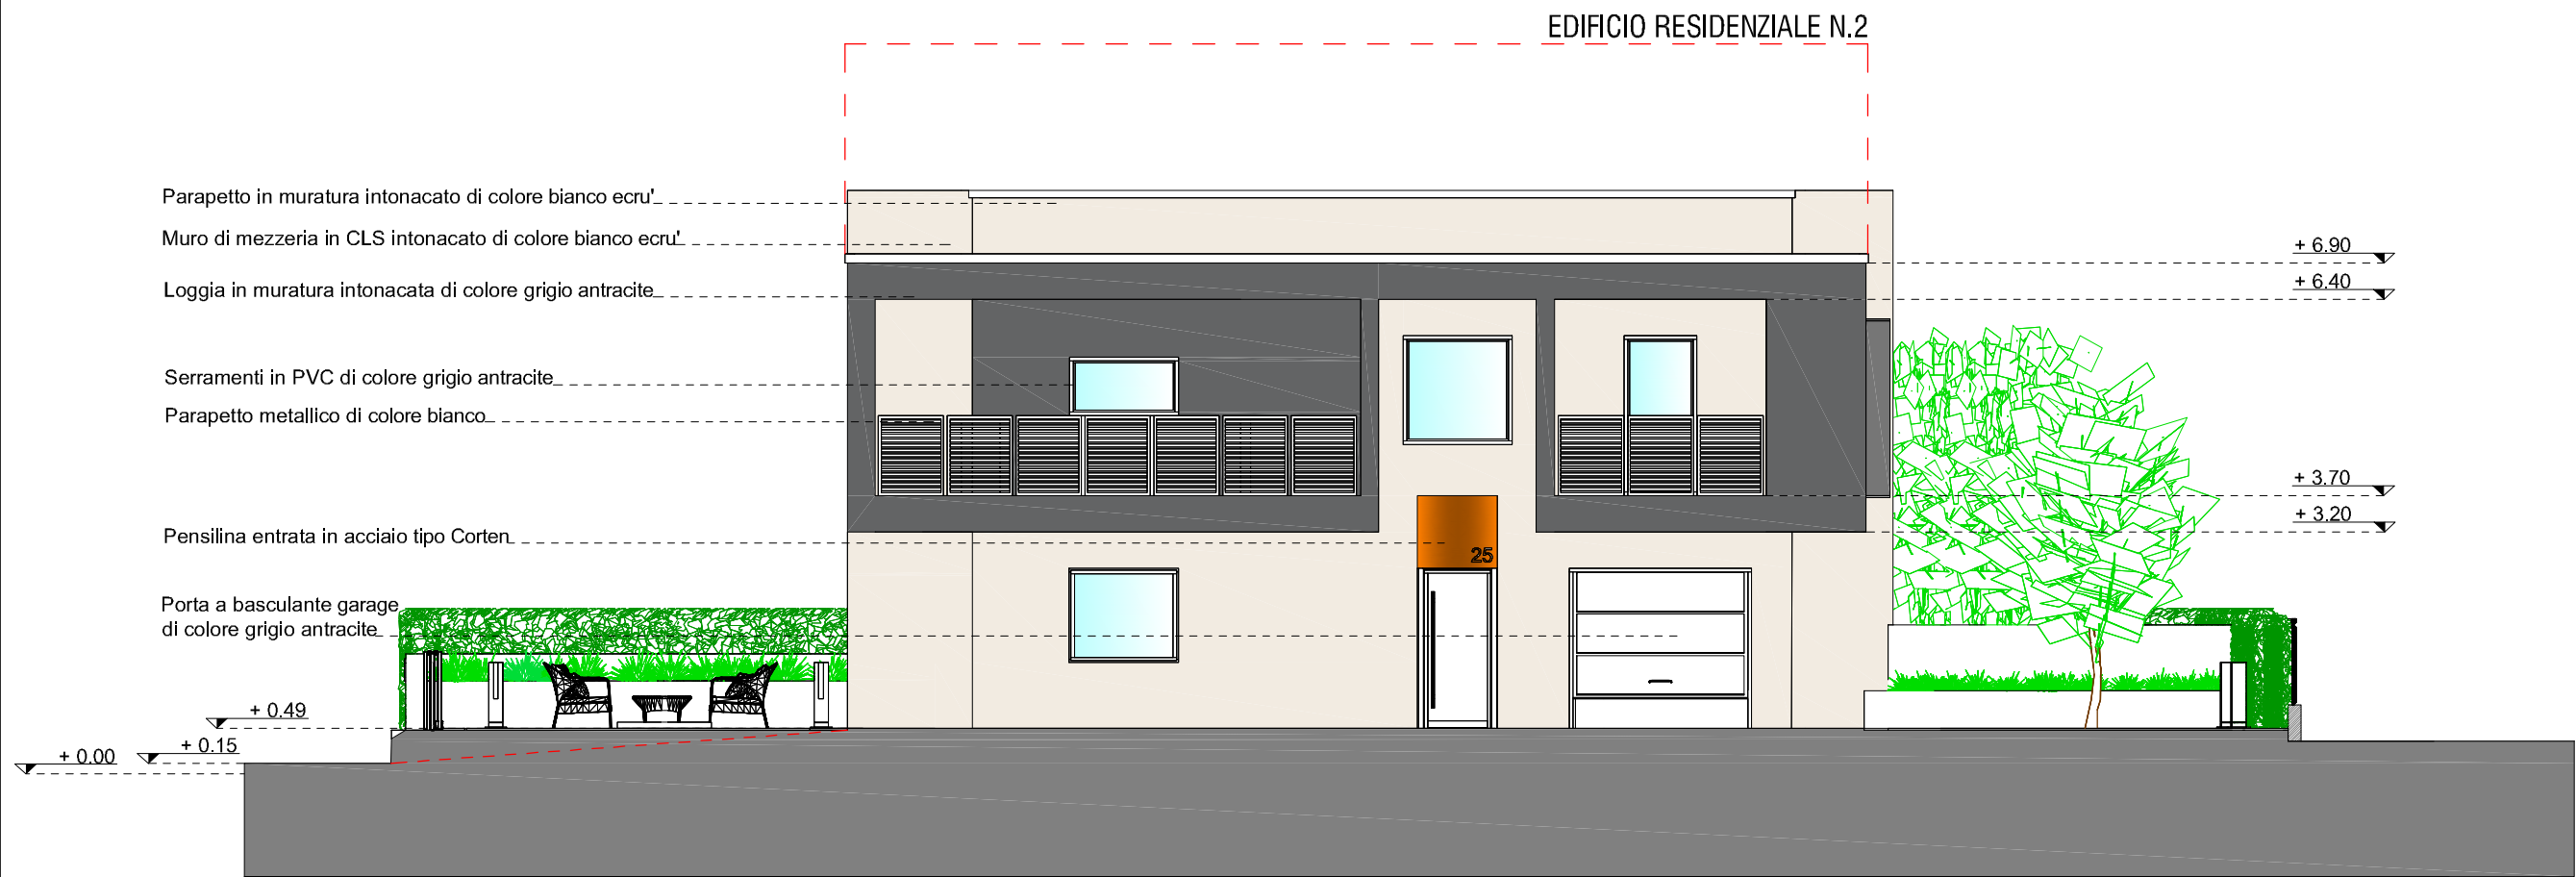 EDIFICIO RESIDENZIALE N.2
Parapetto in muratura intonacato di colore bianco ecru'
Muro di mezzeria in CLS intonacato di colore bianco ecru'
Loggia in muratura intonacata di colore grigio antracite
Serramenti in PVC di colore grigio antracite
Parapetto metallico di colore bianco
Pensilina entrata in acciaio tipo Corten
Porta a basculante garage
di colore grigio antracite
+ 0.49
+ 0.15
+ 0.00
25
+ 6.90
+ 6.40
+ 3.70
+ 3.20